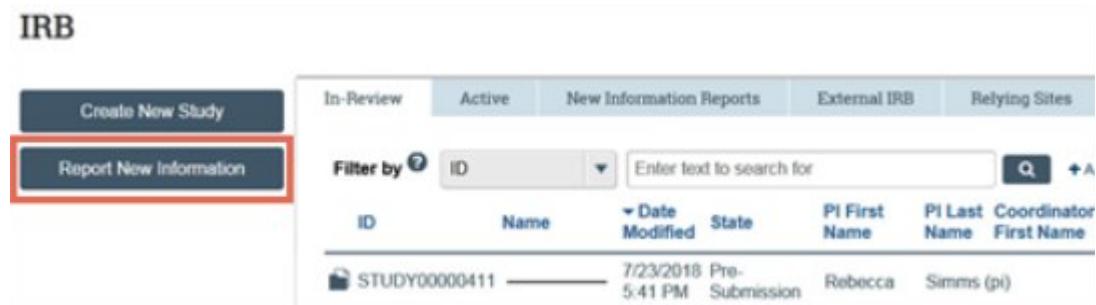 IRB
Create New Study
Report New Information
In-Review Active New Information Reports External IRB Relying Sites
Filter by ? ID Enter text to search for + A
ID Name Date Modified State PI First Name PI Last Name Coordinator First Name
STUDY00000411 7/23/2018 5:41 PM Pre-Submission Rebecca Simms (pi)